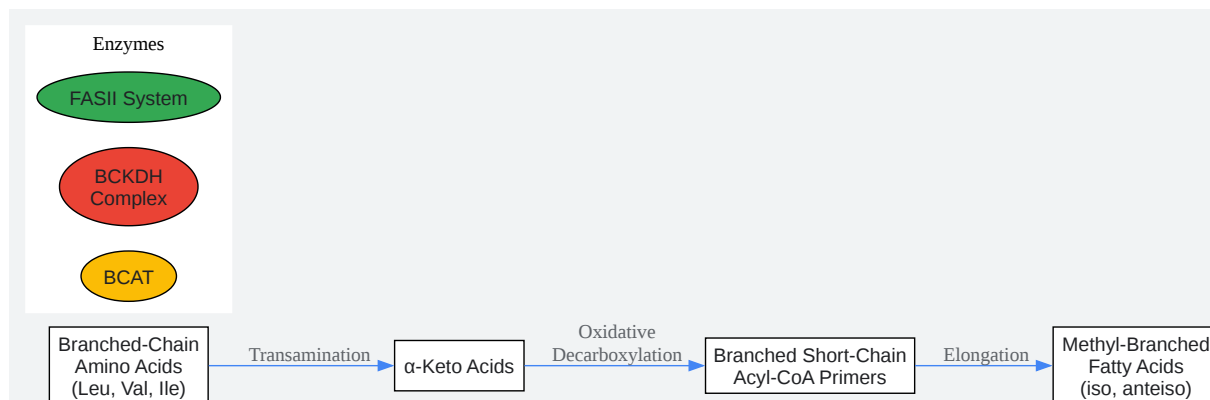 Enzymes
FASII System
BCKDH
Complex
BCAT
Branched-Chain
Amino Acids
(Leu, Val, Ile)
Transamination
α-Keto Acids
Oxidative
Decarboxylation
Branched Short-Chain
Acyl-CoA Primers
Elongation
Methyl-Branched
Fatty Acids
(iso, anteiso)